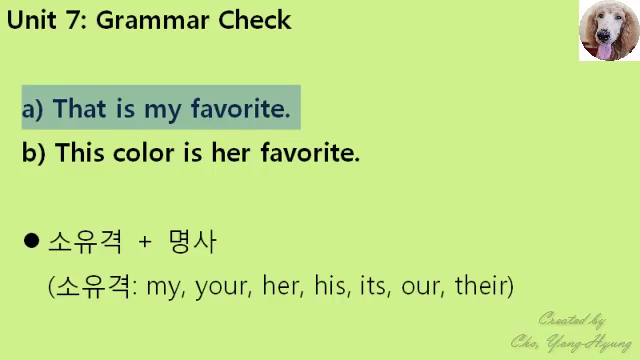 Unit 7: Grammar Check
a) That is my favorite.
b) This color is her favorite.
● 소유격 + 명사
(소유격: my, your, her, his, its, our, their)
Created by
Cho, Yang-Hyung